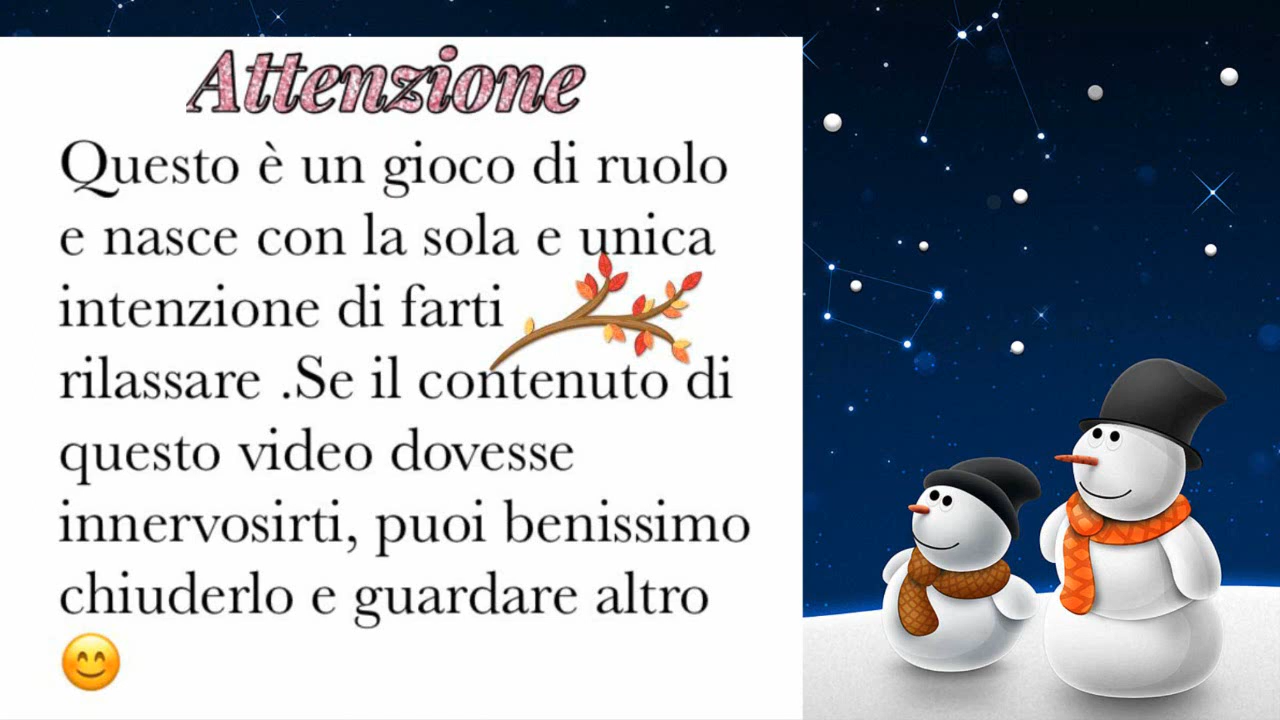 Attenzione
Questo è un gioco di ruolo
e nasce con la sola e unica
intenzione di farti
rilassare .Se il contenuto di
questo video dovesse
innervosirti, puoi benissimo
chiuderlo e guardare altro
😊